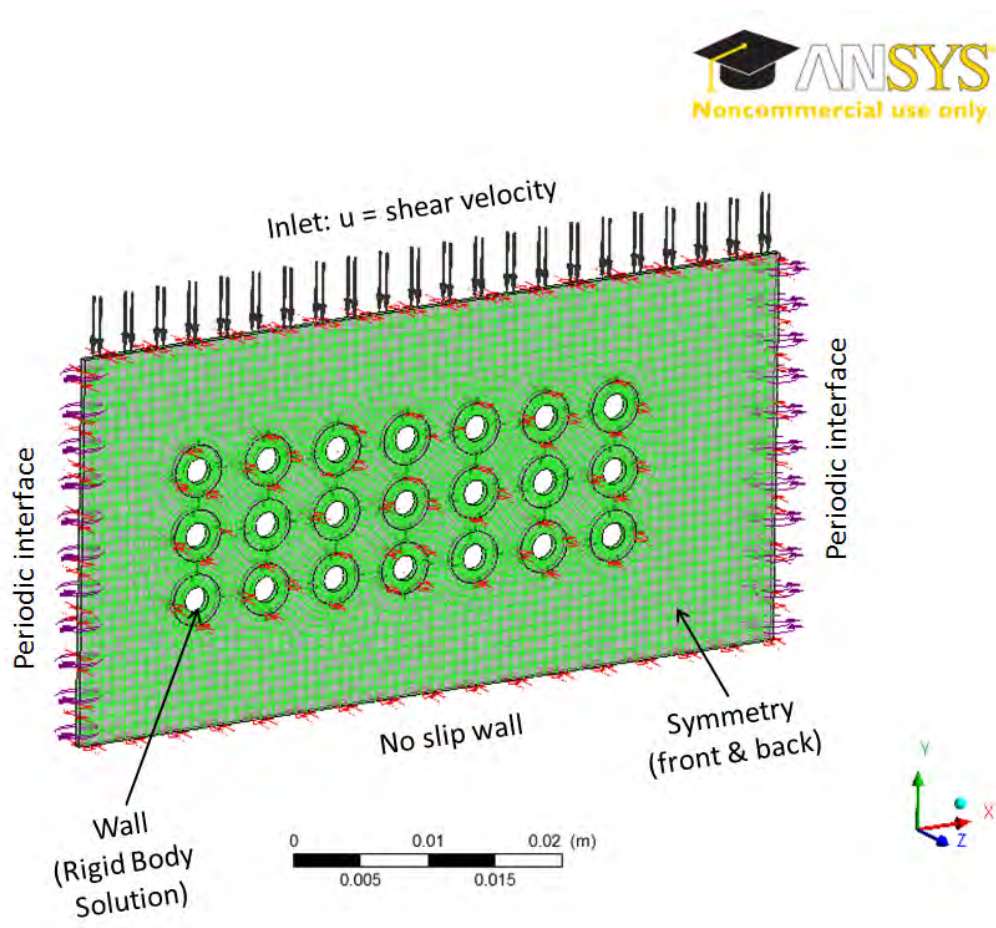 ANSYS
Noncommercial use only
Inlet: u = shear velocity
Periodic interface
Periodic interface
No slip wall
Symmetry
(front & back)
Wall
(Rigid Body
Solution)
0 0.01 0.02 (m)
0.005 0.015
Y
X
Z